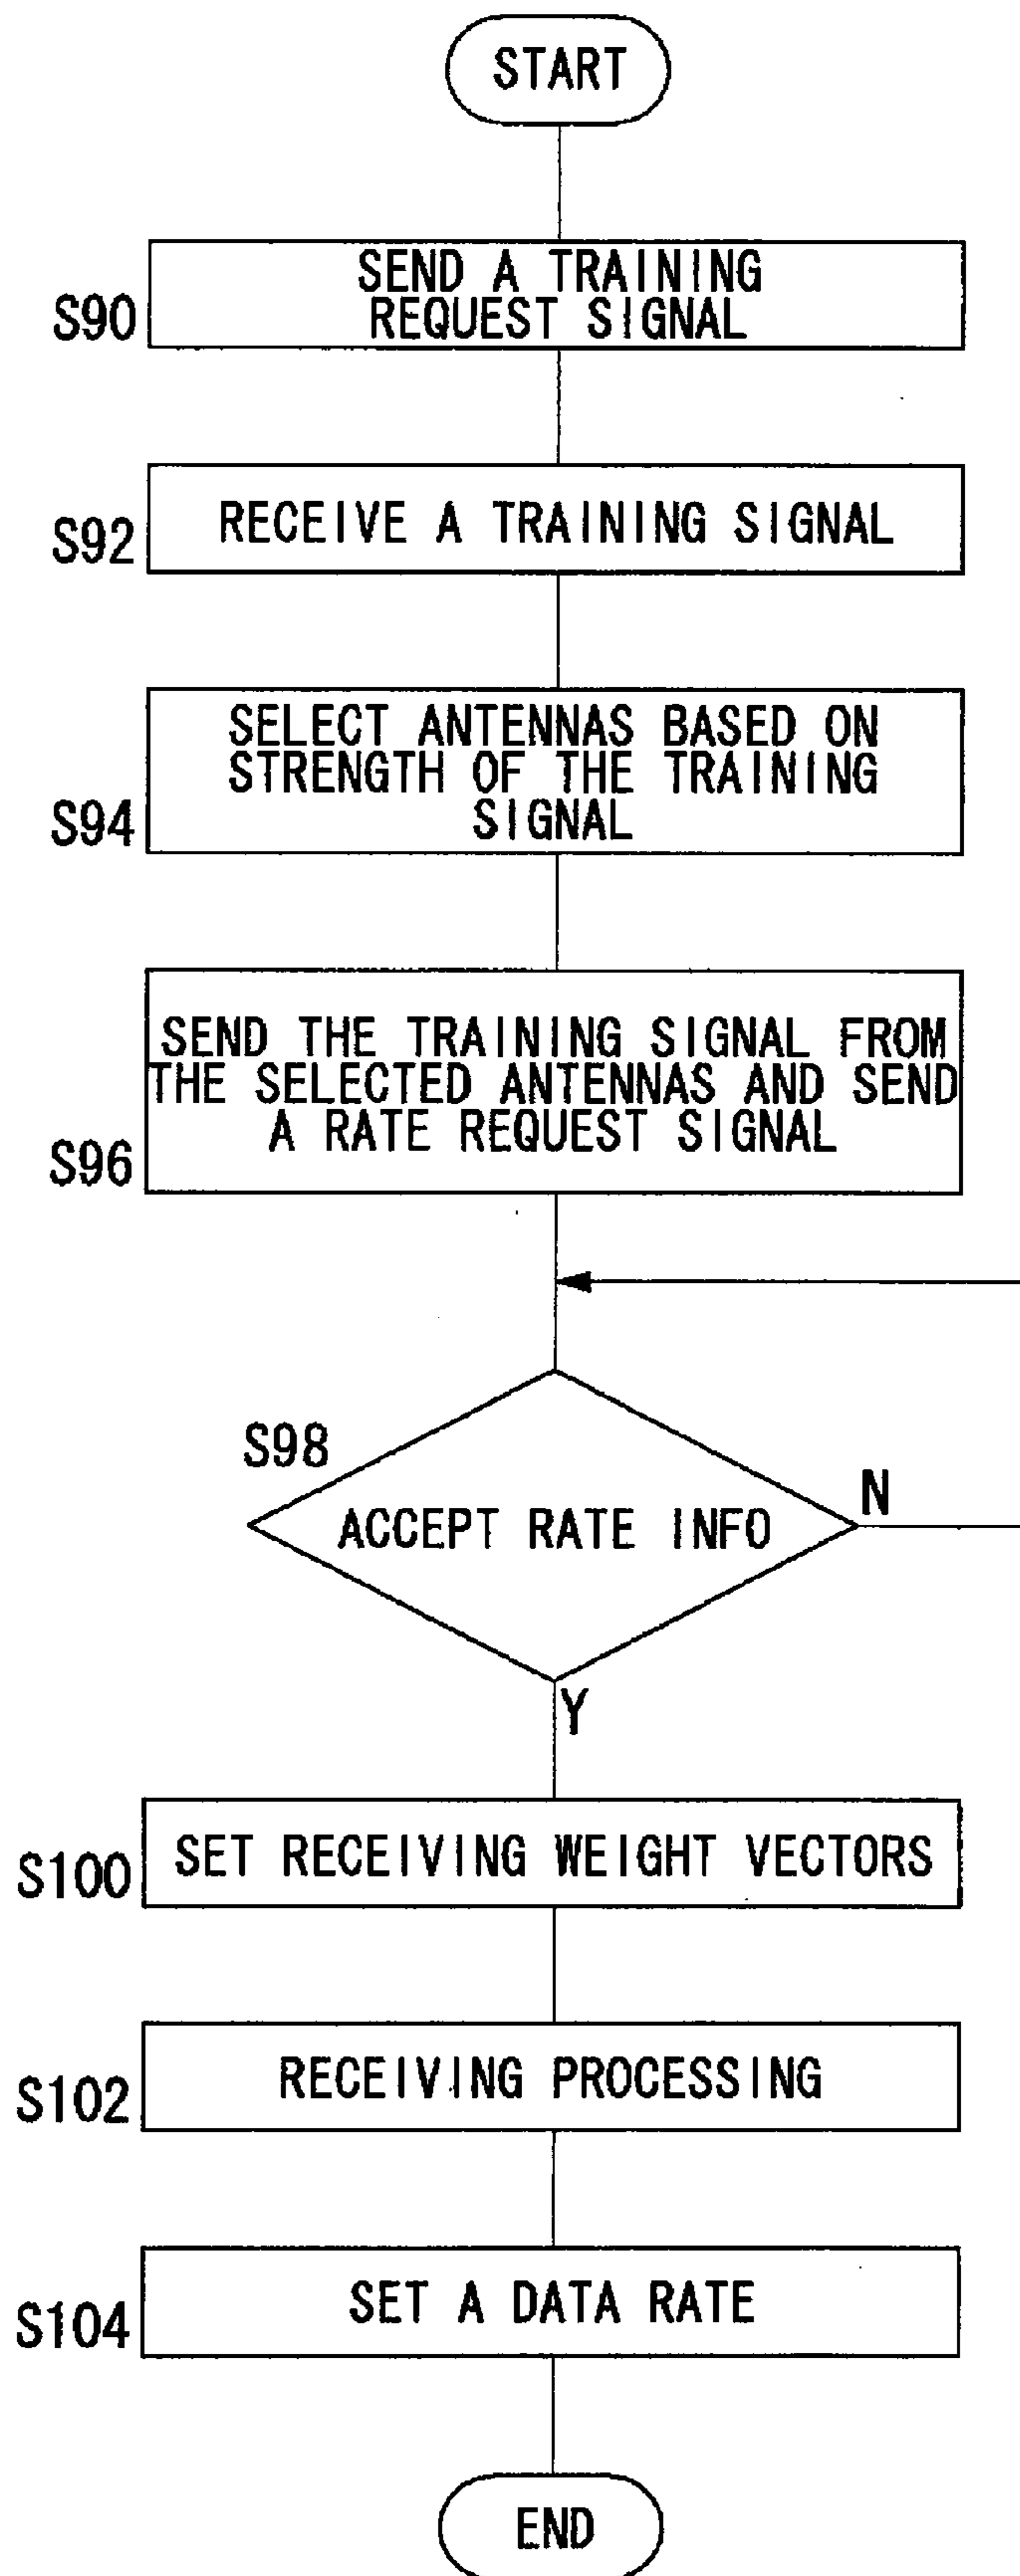 START
S90
SEND A TRAINING
REQUEST SIGNAL
S92
RECEIVE A TRAINING SIGNAL
S94
SELECT ANTENNAS BASED ON
STRENGTH OF THE TRAINING
SIGNAL
S96
SEND THE TRAINING SIGNAL FROM
THE SELECTED ANTENNAS AND SEND
A RATE REQUEST SIGNAL
S98
ACCEPT RATE INFO
N
Y
S100
SET RECEIVING WEIGHT VECTORS
S102
RECEIVING PROCESSING
S104
SET A DATA RATE
END